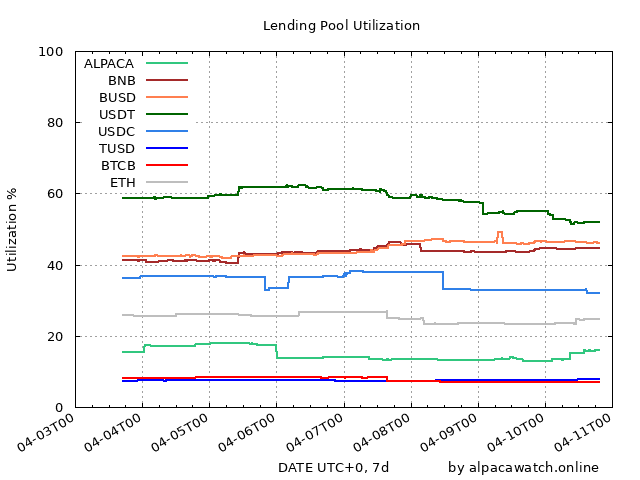 Lending Pool Utilization
100
80
60
40
20
0
Utilization %
ALPACA
BNB
BUSD
USDT
USDC
TUSD
BTCB
ETH
04-03T00
04-04T00
04-05T00
04-06T00
04-07T00
04-08T00
04-09T00
04-10T00
04-11T00
DATE UTC+0, 7d
by alpacawatch.online